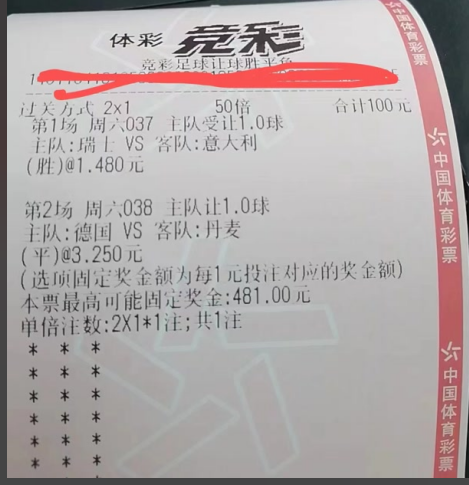 体彩 竞彩
竞彩足球让球胜平负
过关方式 2x1 50倍 合计100元
第1场 周六037 主队受让1.0球
主队:瑞士 VS 客队:意大利
(胜)@1.480元
第2场 周六038 主队让1.0球
主队:德国 VS 客队:丹麦
(平)@3.250元
(选项固定奖金额为每1元投注对应的奖金额)
本票最高可能固定奖金:481.00元
单倍注数:2X1*1注;共1注
* * *
* * *
* * *
* * *
* * *
中国体育彩票
中国体育彩票
中国体育彩票